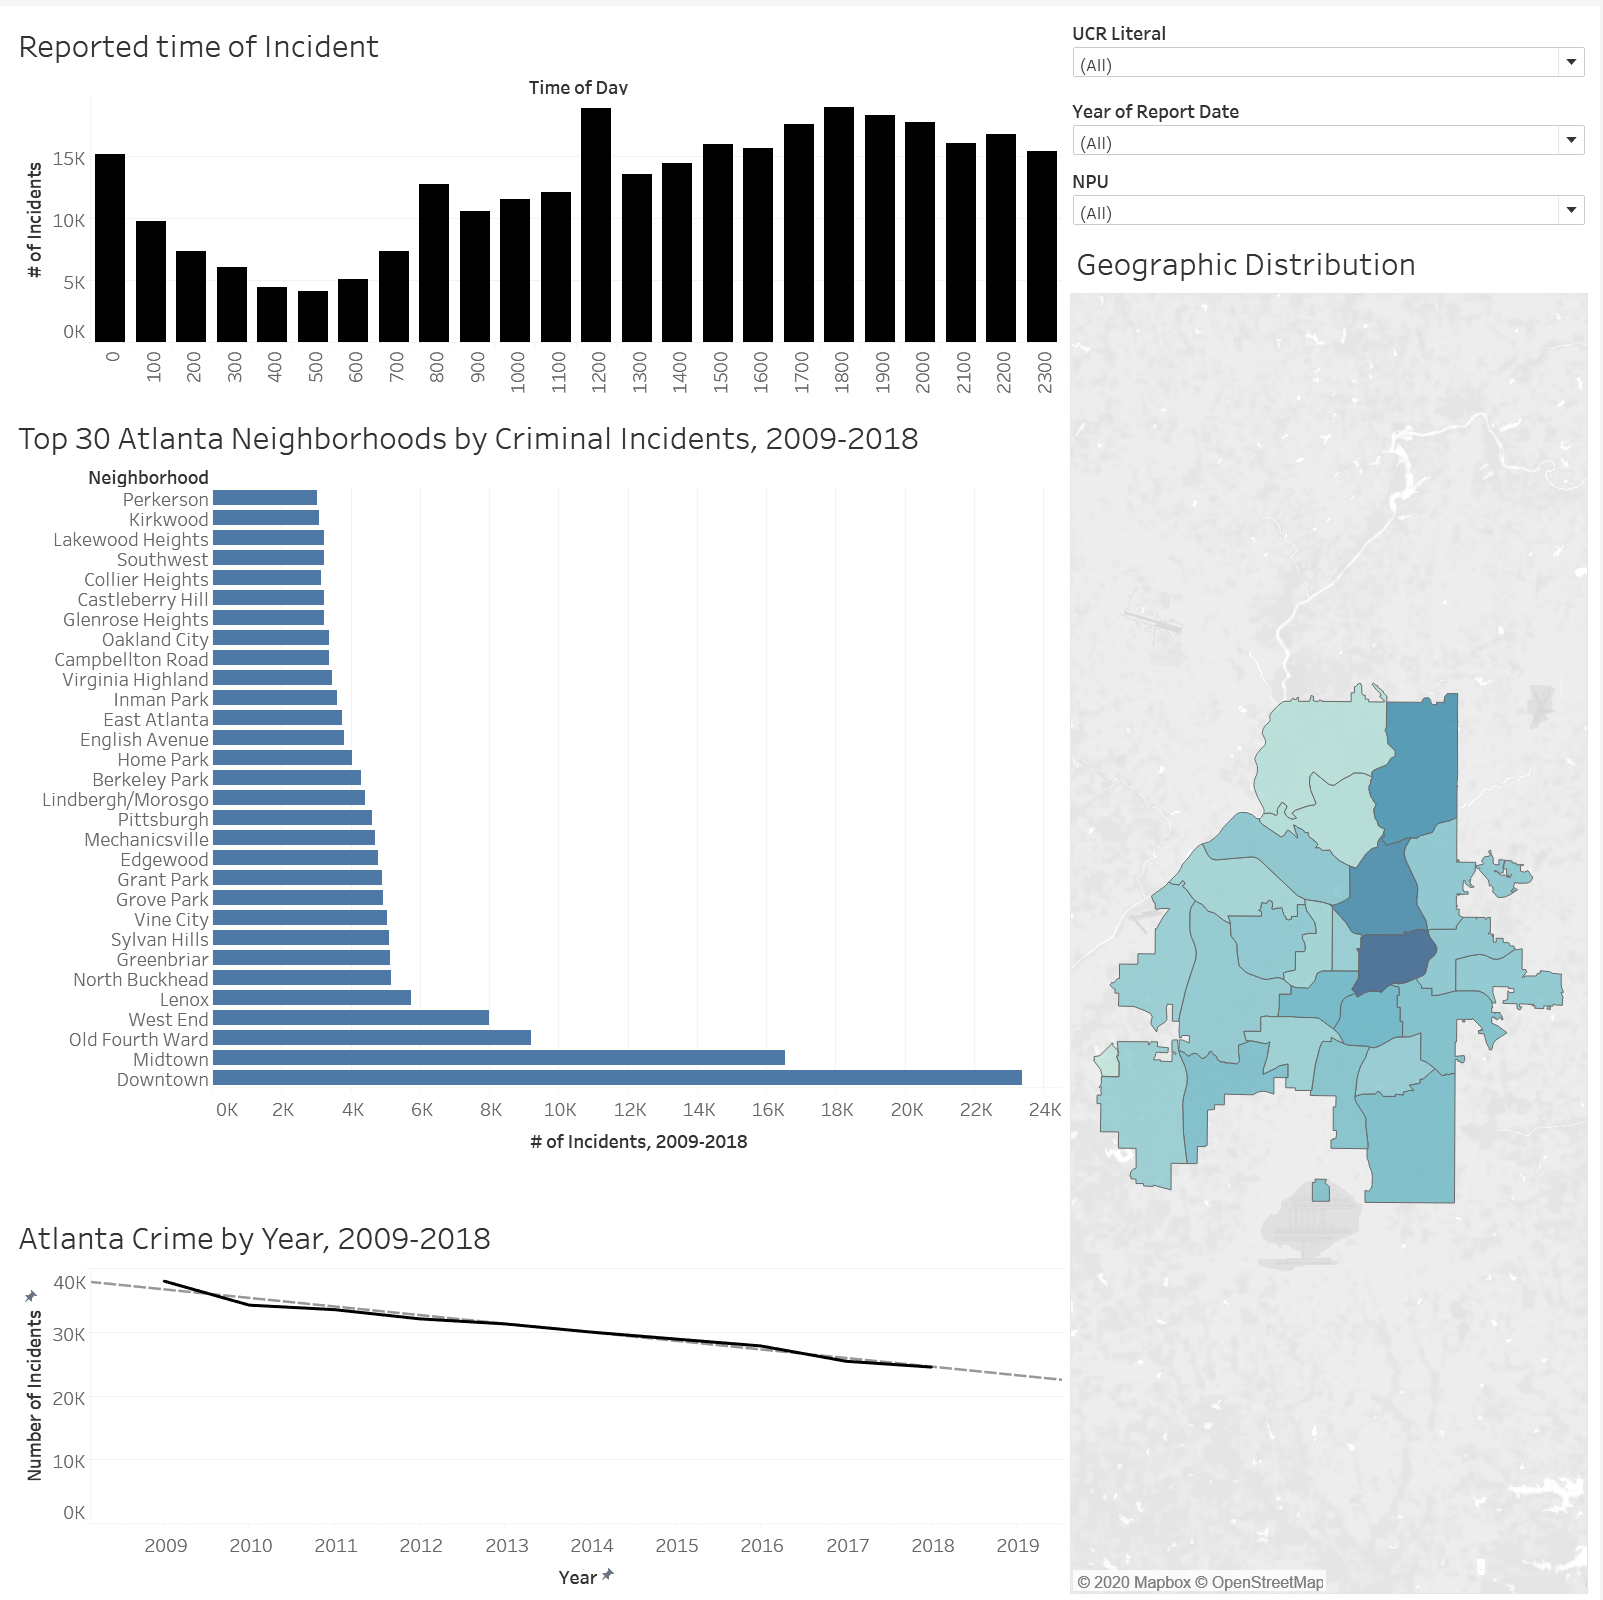 Reported time of Incident
Time of Day
# of Incidents
15K
10K
5K
0K
0 100 200 300 400 500 600 700 800 900 1000 1100 1200 1300 1400 1500 1600 1700 1800 1900 2000 2100 2200 2300
Top 30 Atlanta Neighborhoods by Criminal Incidents, 2009-2018
Neighborhood
Perkerson
Kirkwood
Lakewood Heights
Southwest
Collier Heights
Castleberry Hill
Glenrose Heights
Oakland City
Campbellton Road
Virginia Highland
Inman Park
East Atlanta
English Avenue
Home Park
Berkeley Park
Lindbergh/Morosgo
Pittsburgh
Mechanicsville
Edgewood
Grant Park
Grove Park
Vine City
Sylvan Hills
Greenbriar
North Buckhead
Lenox
West End
Old Fourth Ward
Midtown
Downtown
0K 2K 4K 6K 8K 10K 12K 14K 16K 18K 20K 22K 24K
# of Incidents, 2009-2018
Atlanta Crime by Year, 2009-2018
Number of Incidents
40K
30K
20K
10K
0K
2009 2010 2011 2012 2013 2014 2015 2016 2017 2018 2019
Year
UCR Literal
(All)
Year of Report Date
(All)
NPU
(All)
Geographic Distribution
© 2020 Mapbox © OpenStreetMap